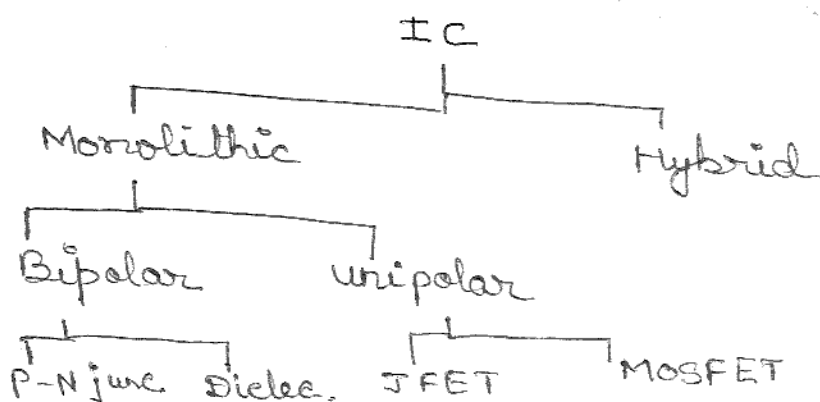 IC
Monolithic Hybrid
Bipolar unipolar
P-N junc. Dielec. JFET MOSFET